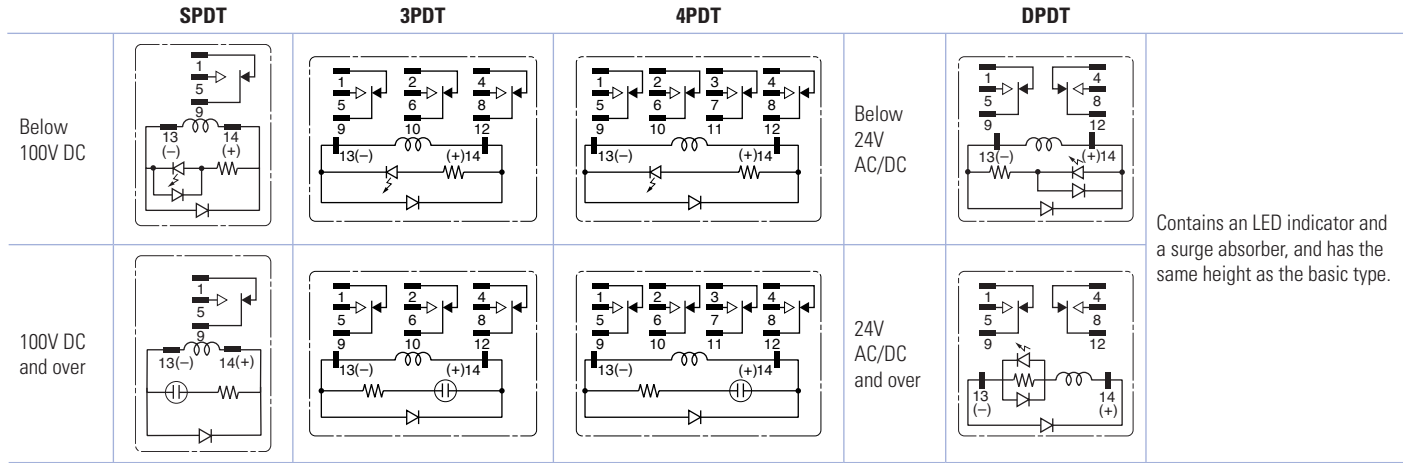 SPDT 3PDT 4PDT DPDT
Below
100V DC
1
5
9
13
(–)
14
(+)
1 2 4
5 6 8
9 10 12
13(–) (+)14
1 2 3 4
5 6 7 8
9 10 11 12
13(–) (+)14
Below
24V
AC/DC
1 4
5 8
9 12
13(–) (+)14
Contains an LED indicator and
a surge absorber, and has the
same height as the basic type.
100V DC
and over
1
5
9
13(–) 14(+)
1 2 4
5 6 8
9 10 12
13(–) (+)14
1 2 3 4
5 6 7 8
9 10 11 12
13(–) (+)14
24V
AC/DC
and over
1 4
5 8
9 12
13
(–)
14
(+)